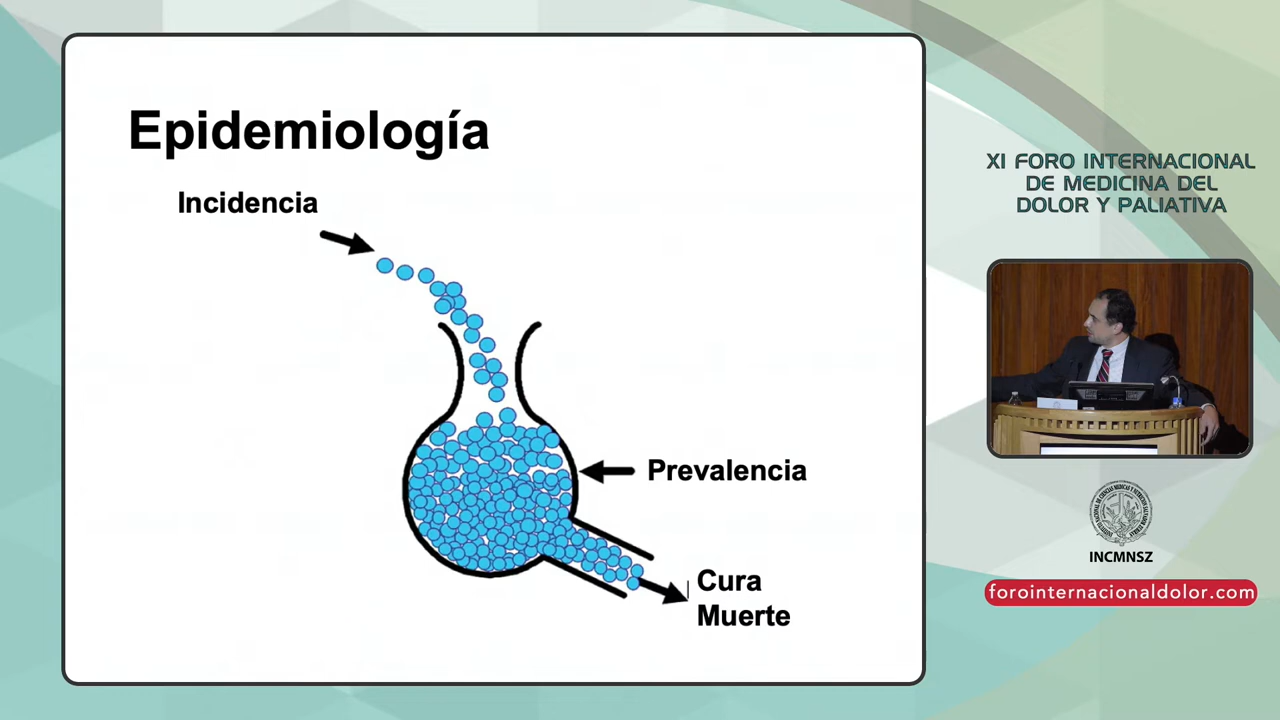 Epidemiología
Incidencia
Prevalencia
Cura
Muerte
XI FORO INTERNACIONAL
DE MEDICINA DEL
DOLOR Y PALIATIVA
INCMNSZ
forointernacionaldolor.com